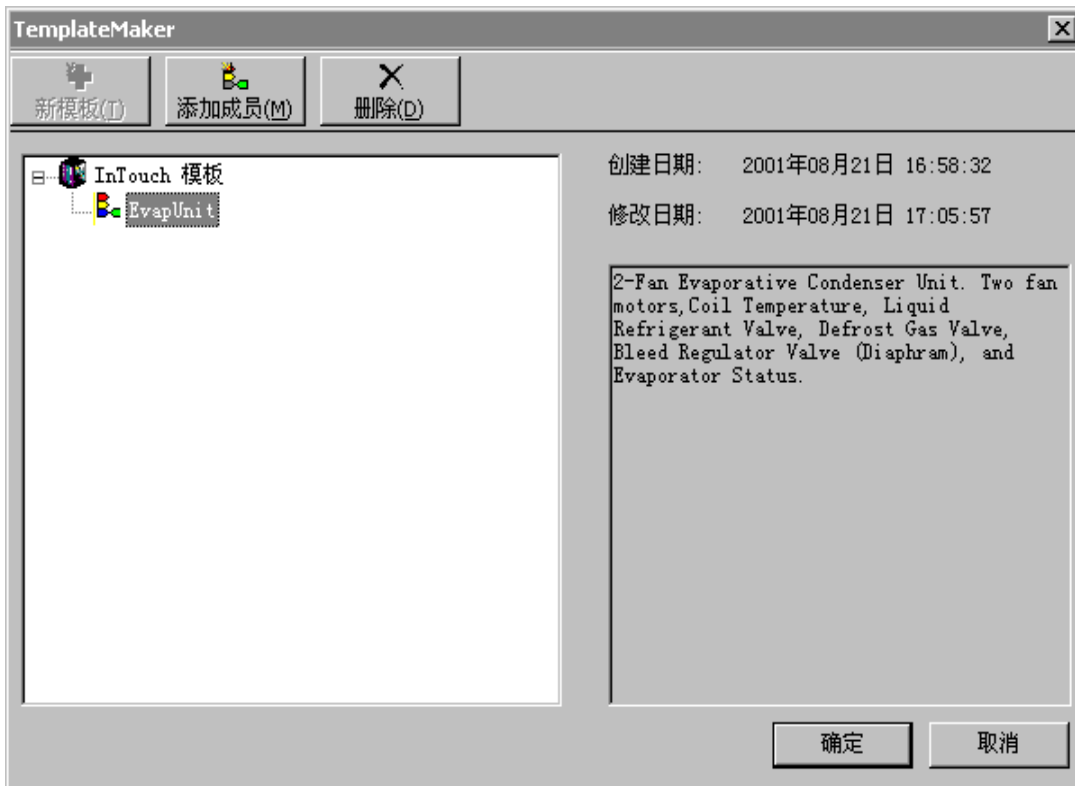 TemplateMaker
新模板(T) 添加成员(M) 删除(D)
InTouch 模板
EvapUnit
创建日期: 2001年08月21日 16:58:32
修改日期: 2001年08月21日 17:05:57
2-Fan Evaporative Condenser Unit. Two fan
motors,Coil Temperature, Liquid
Refrigerant Valve, Defrost Gas Valve,
Bleed Regulator Valve (Diaphram), and
Evaporator Status.
确定 取消